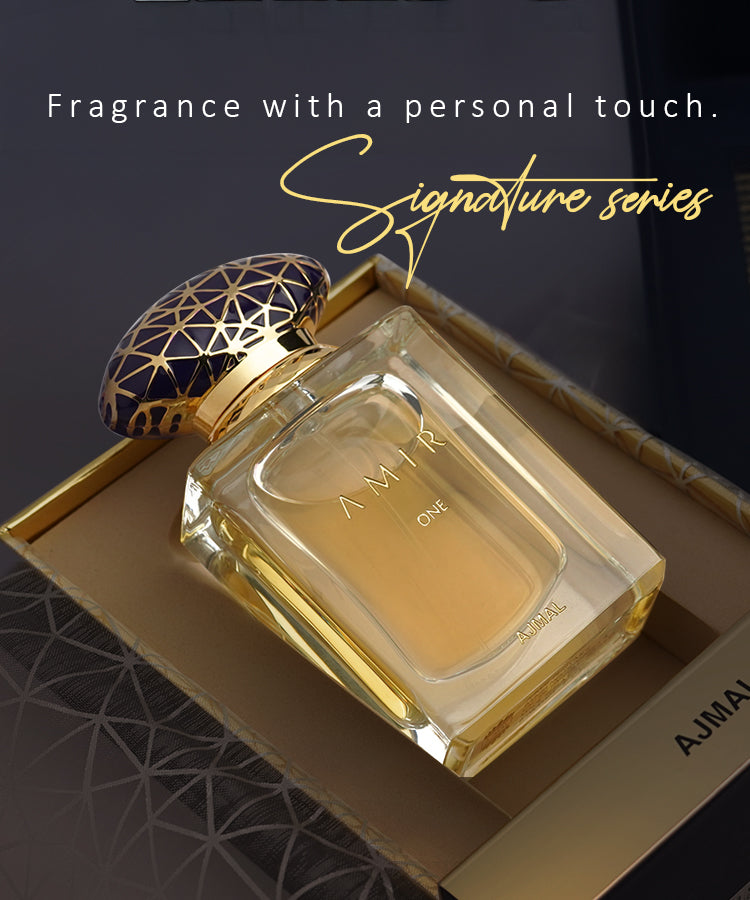 Fragrance with a personal touch.
Signature series
AMIR
ONE
AJMAL
AJMAL